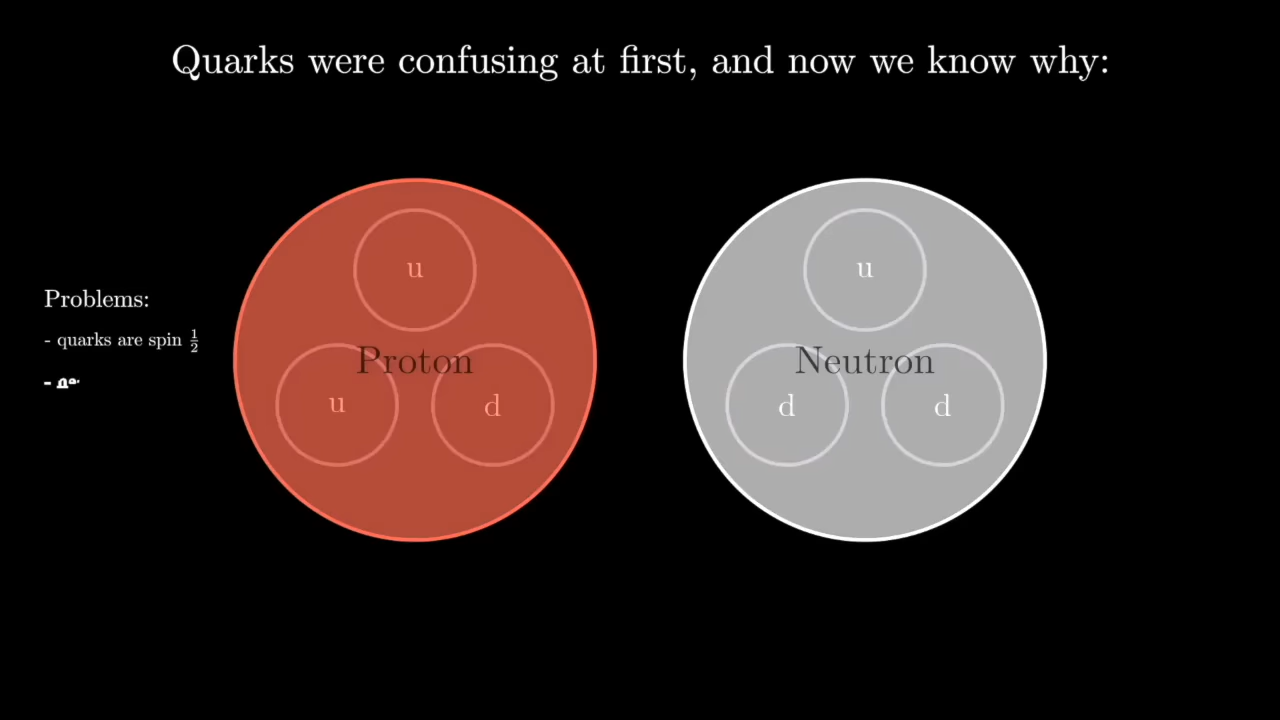 Quarks were confusing at first, and now we know why:
u
u
Problems:
- quarks are spin 1/2
Proton
Neutron
u
d
d
d